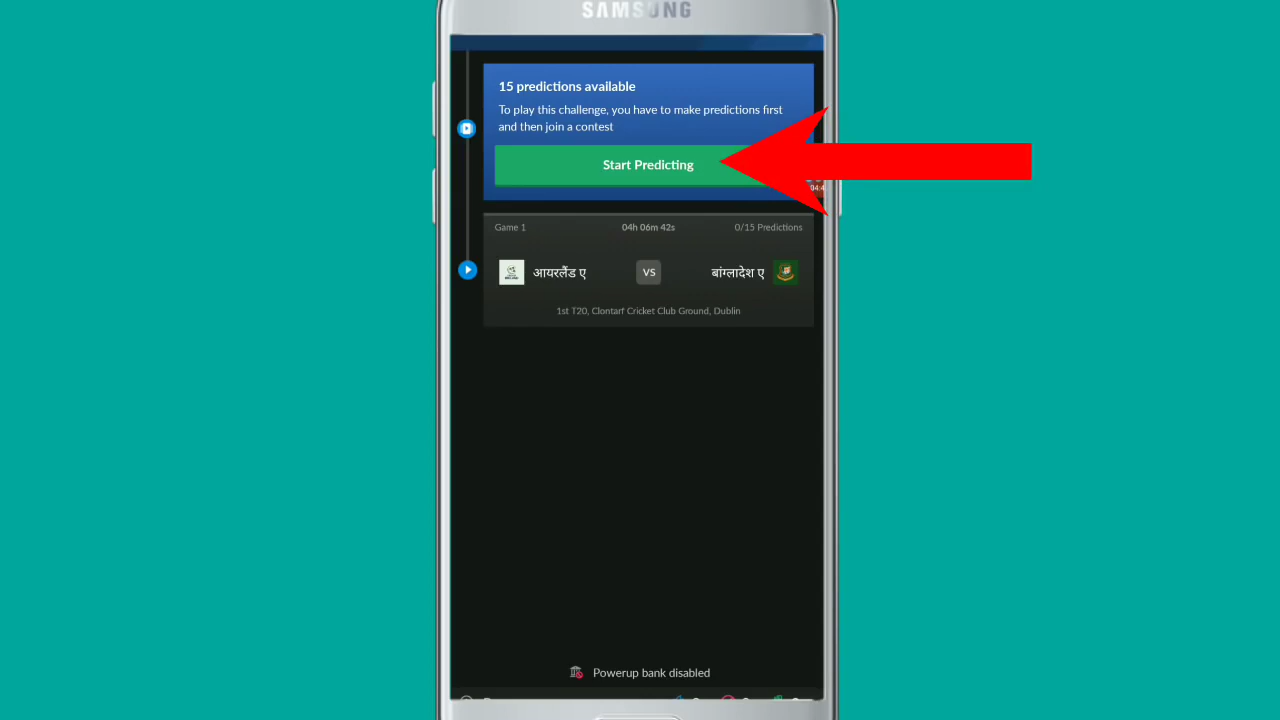 SAMSUNG
15 predictions available
To play this challenge, you have to make predictions first
and then join a contest
Start Predicting
04:4
Game 1
04h 06m 42s
0/15 Predictions
आयरलैंड ए
VS
बांग्लादेश ए
1st T20, Clontarf Cricket Club Ground, Dublin
Powerup bank disabled